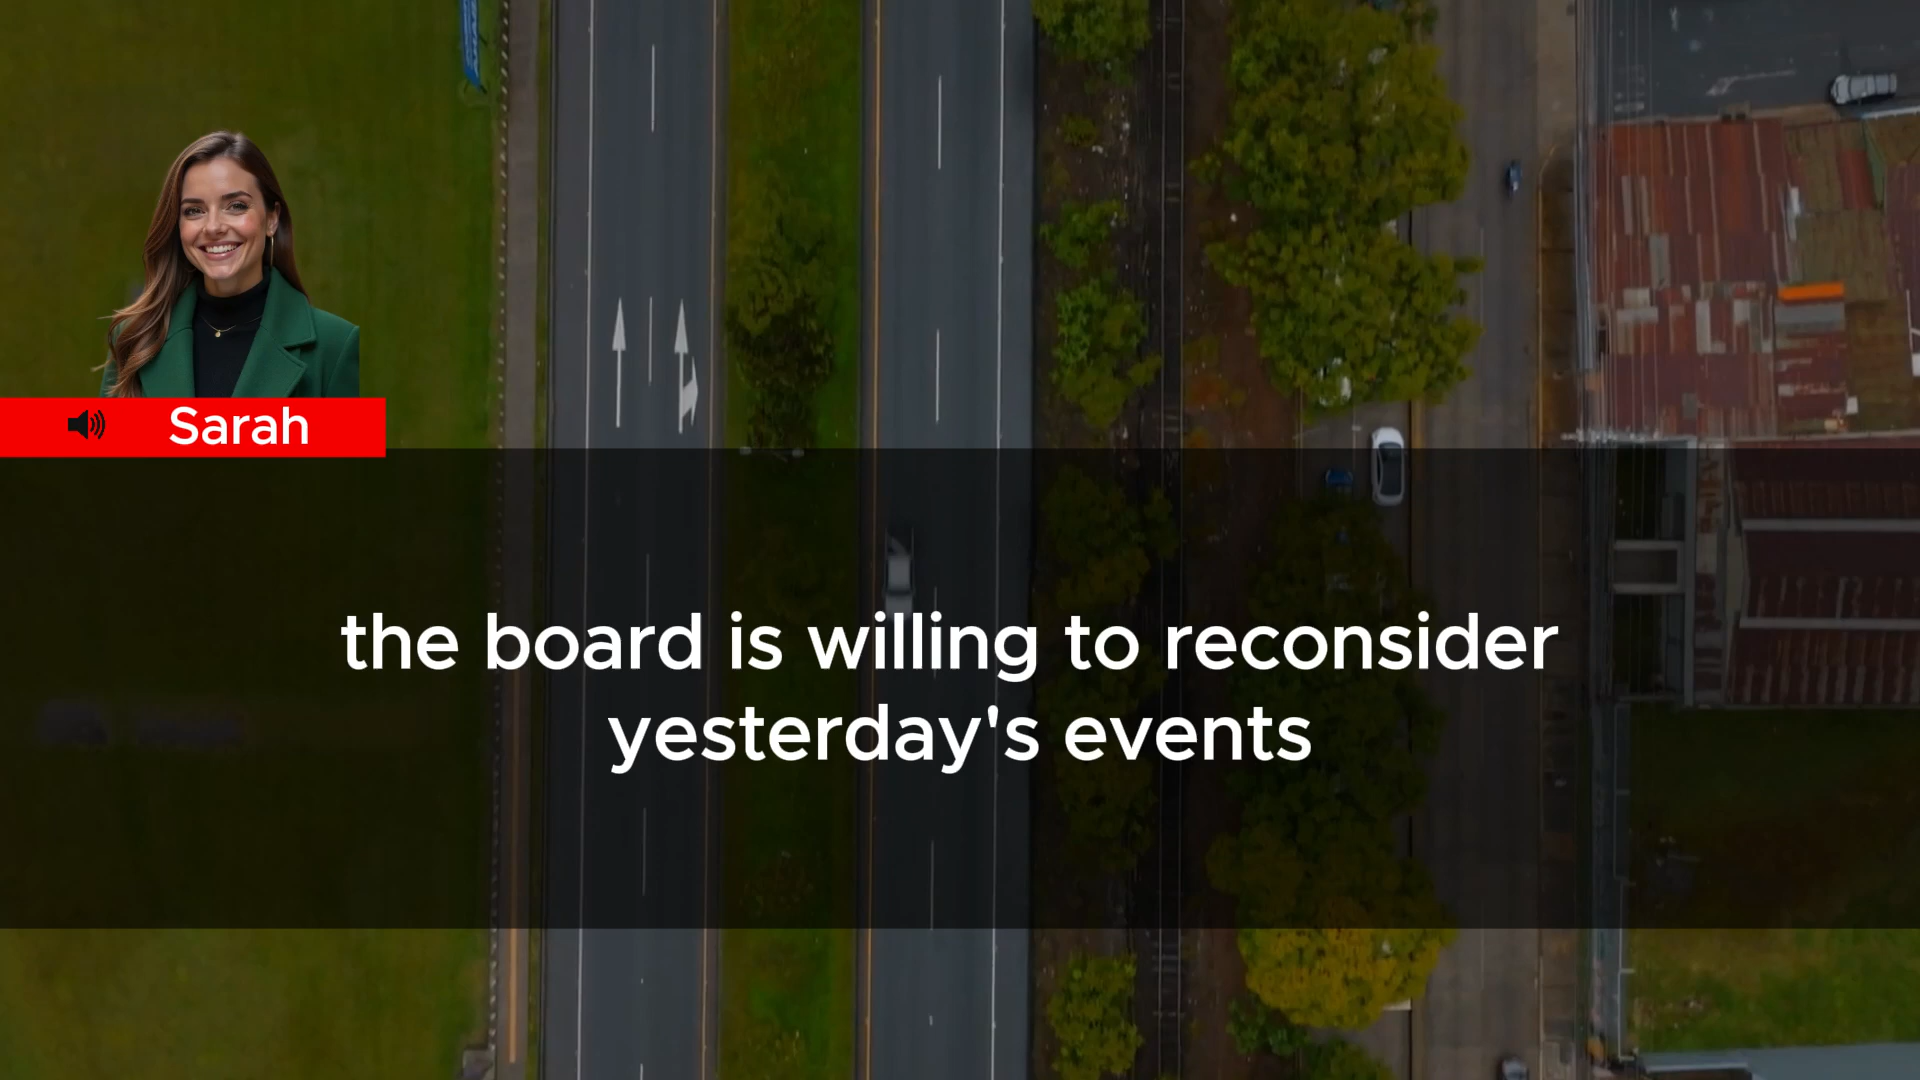 Sarah
the board is willing to reconsider
yesterday's events